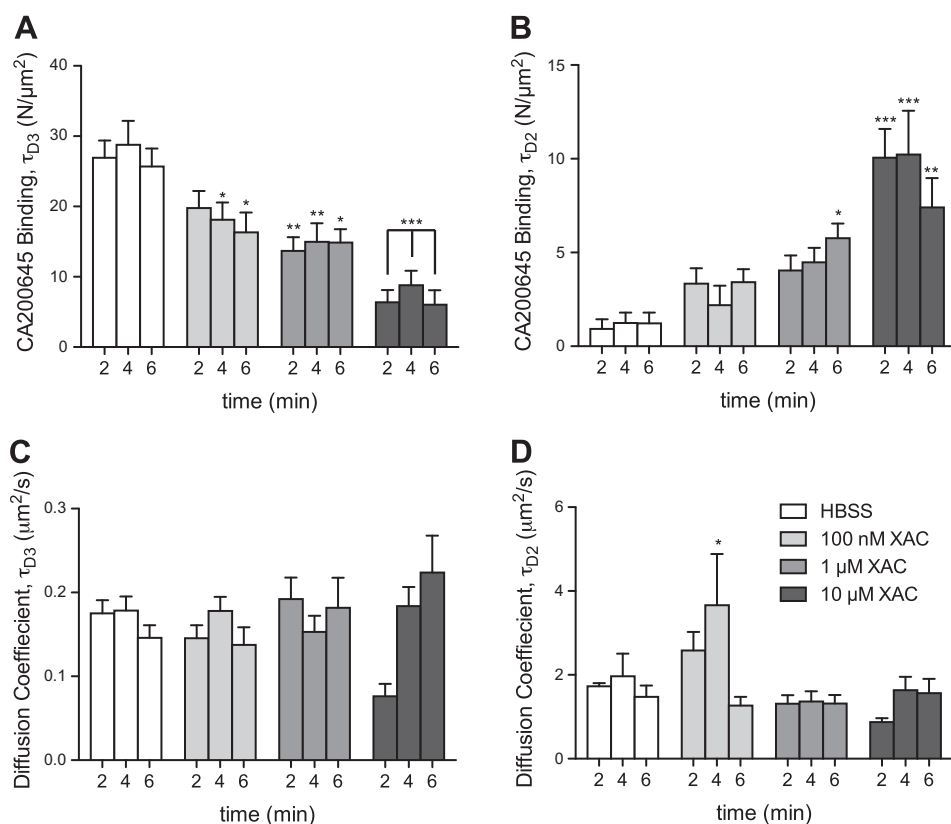 A
CA200645 Binding, τD3 (N/µm²)
40
30
20
10
0
* * ** ** * ***
2 4 6 2 4 6 2 4 6 2 4 6
time (min)
B
CA200645 Binding, τD2 (N/µm²)
15
10
5
0
* *** *** **
2 4 6 2 4 6 2 4 6 2 4 6
time (min)
C
Diffusion Coeffiecient, τD3 (µm²/s)
0.3
0.2
0.1
0.0
2 4 6 2 4 6 2 4 6 2 4 6
time (min)
D
Diffusion Coeffiecient, τD2 (µm²/s)
6
4
2
0
*
HBSS
100 nM XAC
1 µM XAC
10 µM XAC
2 4 6 2 4 6 2 4 6 2 4 6
time (min)